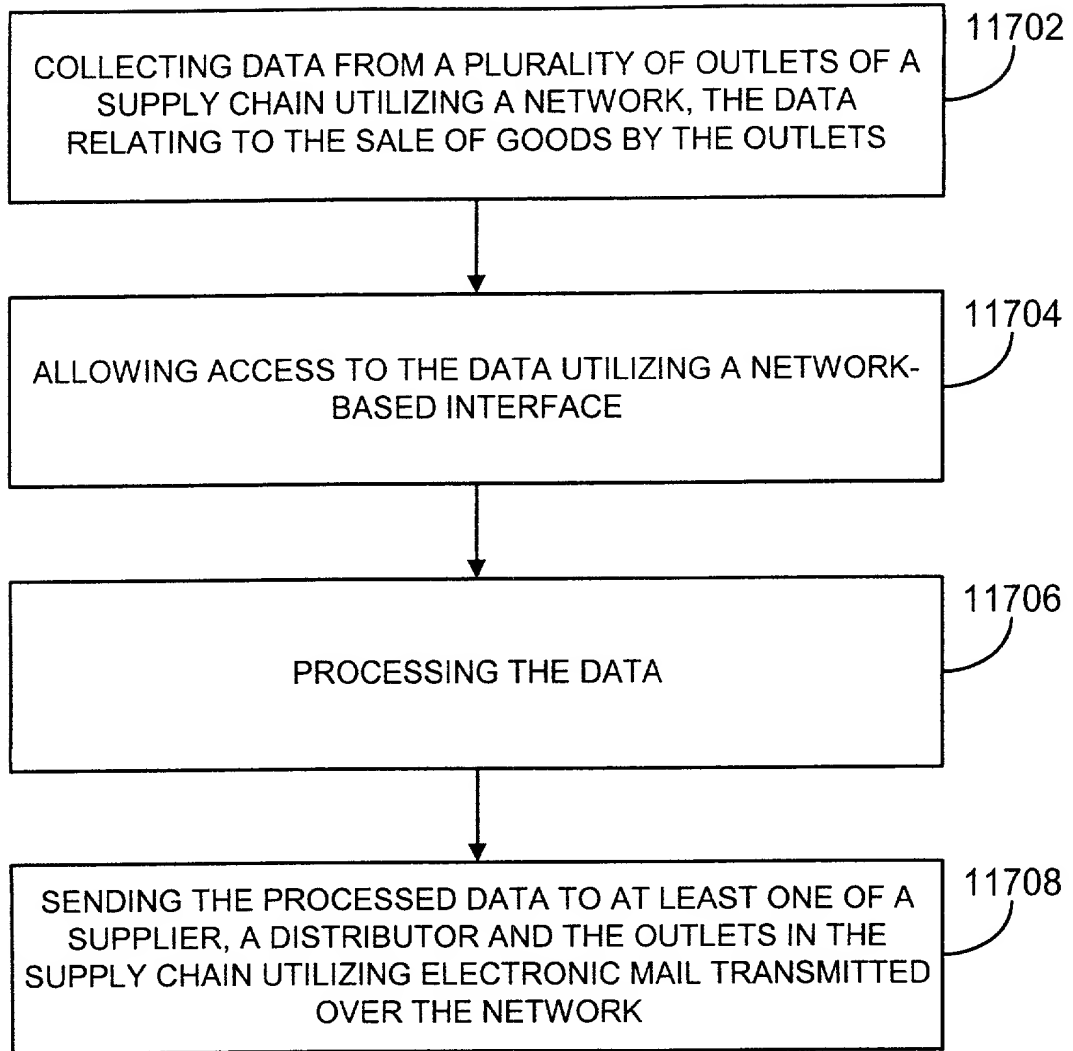 11702
COLLECTING DATA FROM A PLURALITY OF OUTLETS OF A
SUPPLY CHAIN UTILIZING A NETWORK, THE DATA
RELATING TO THE SALE OF GOODS BY THE OUTLETS
11704
ALLOWING ACCESS TO THE DATA UTILIZING A NETWORK-
BASED INTERFACE
11706
PROCESSING THE DATA
11708
SENDING THE PROCESSED DATA TO AT LEAST ONE OF A
SUPPLIER, A DISTRIBUTOR AND THE OUTLETS IN THE
SUPPLY CHAIN UTILIZING ELECTRONIC MAIL TRANSMITTED
OVER THE NETWORK